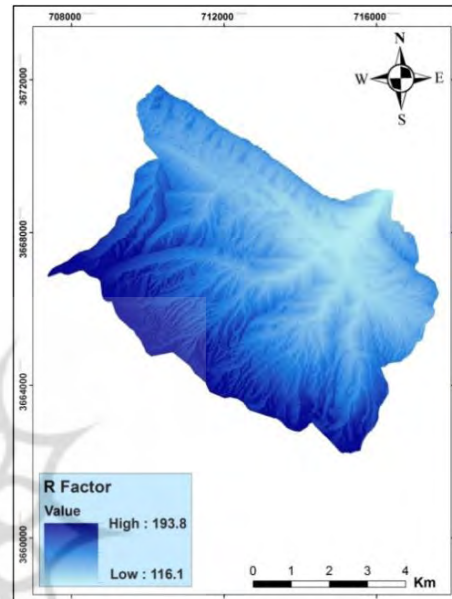 708000 712000 716000
N
W E
S
3672000
3668000
3664000
3660000
R Factor
Value
High : 193.8
Low : 116.1
0 1 2 3 4
Km